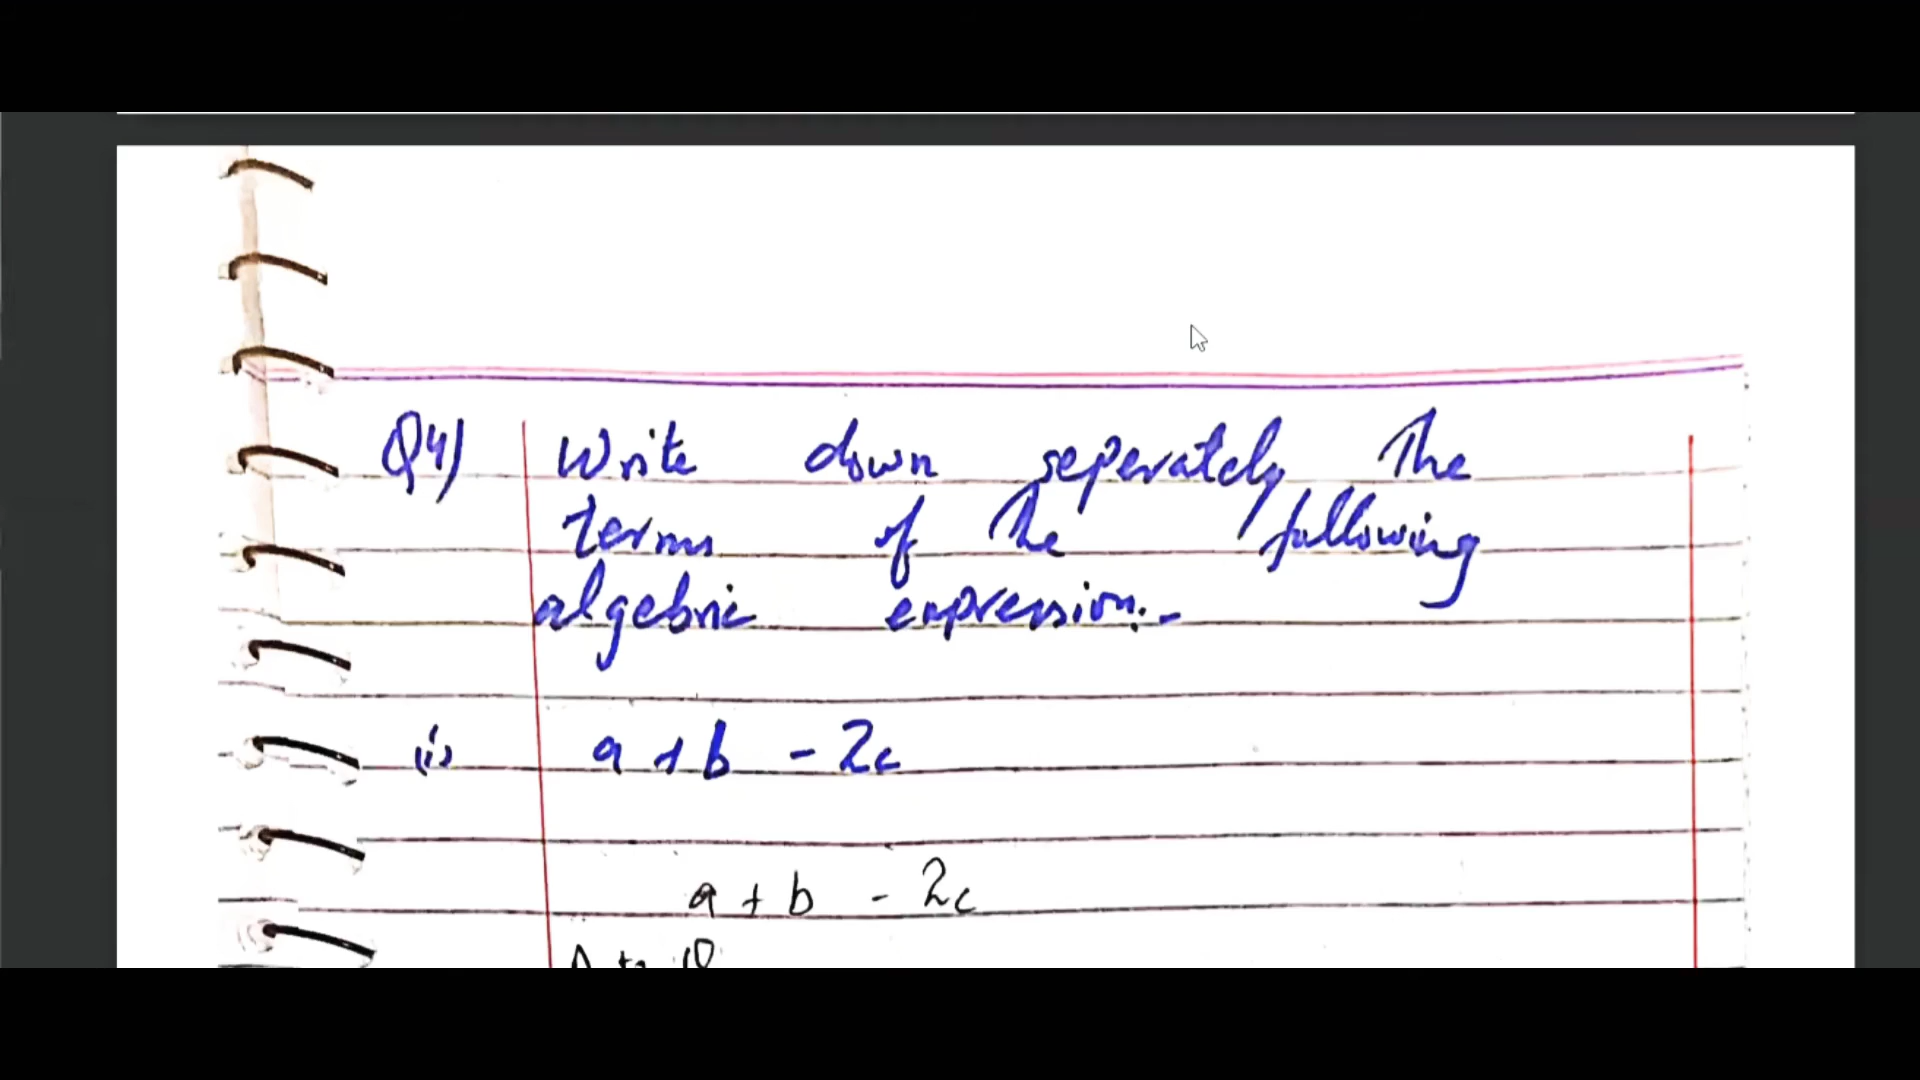 Q4) Write down seperately the
terms of the following
algebric expression:-
(i) a + b - 2c
a + b - 2c